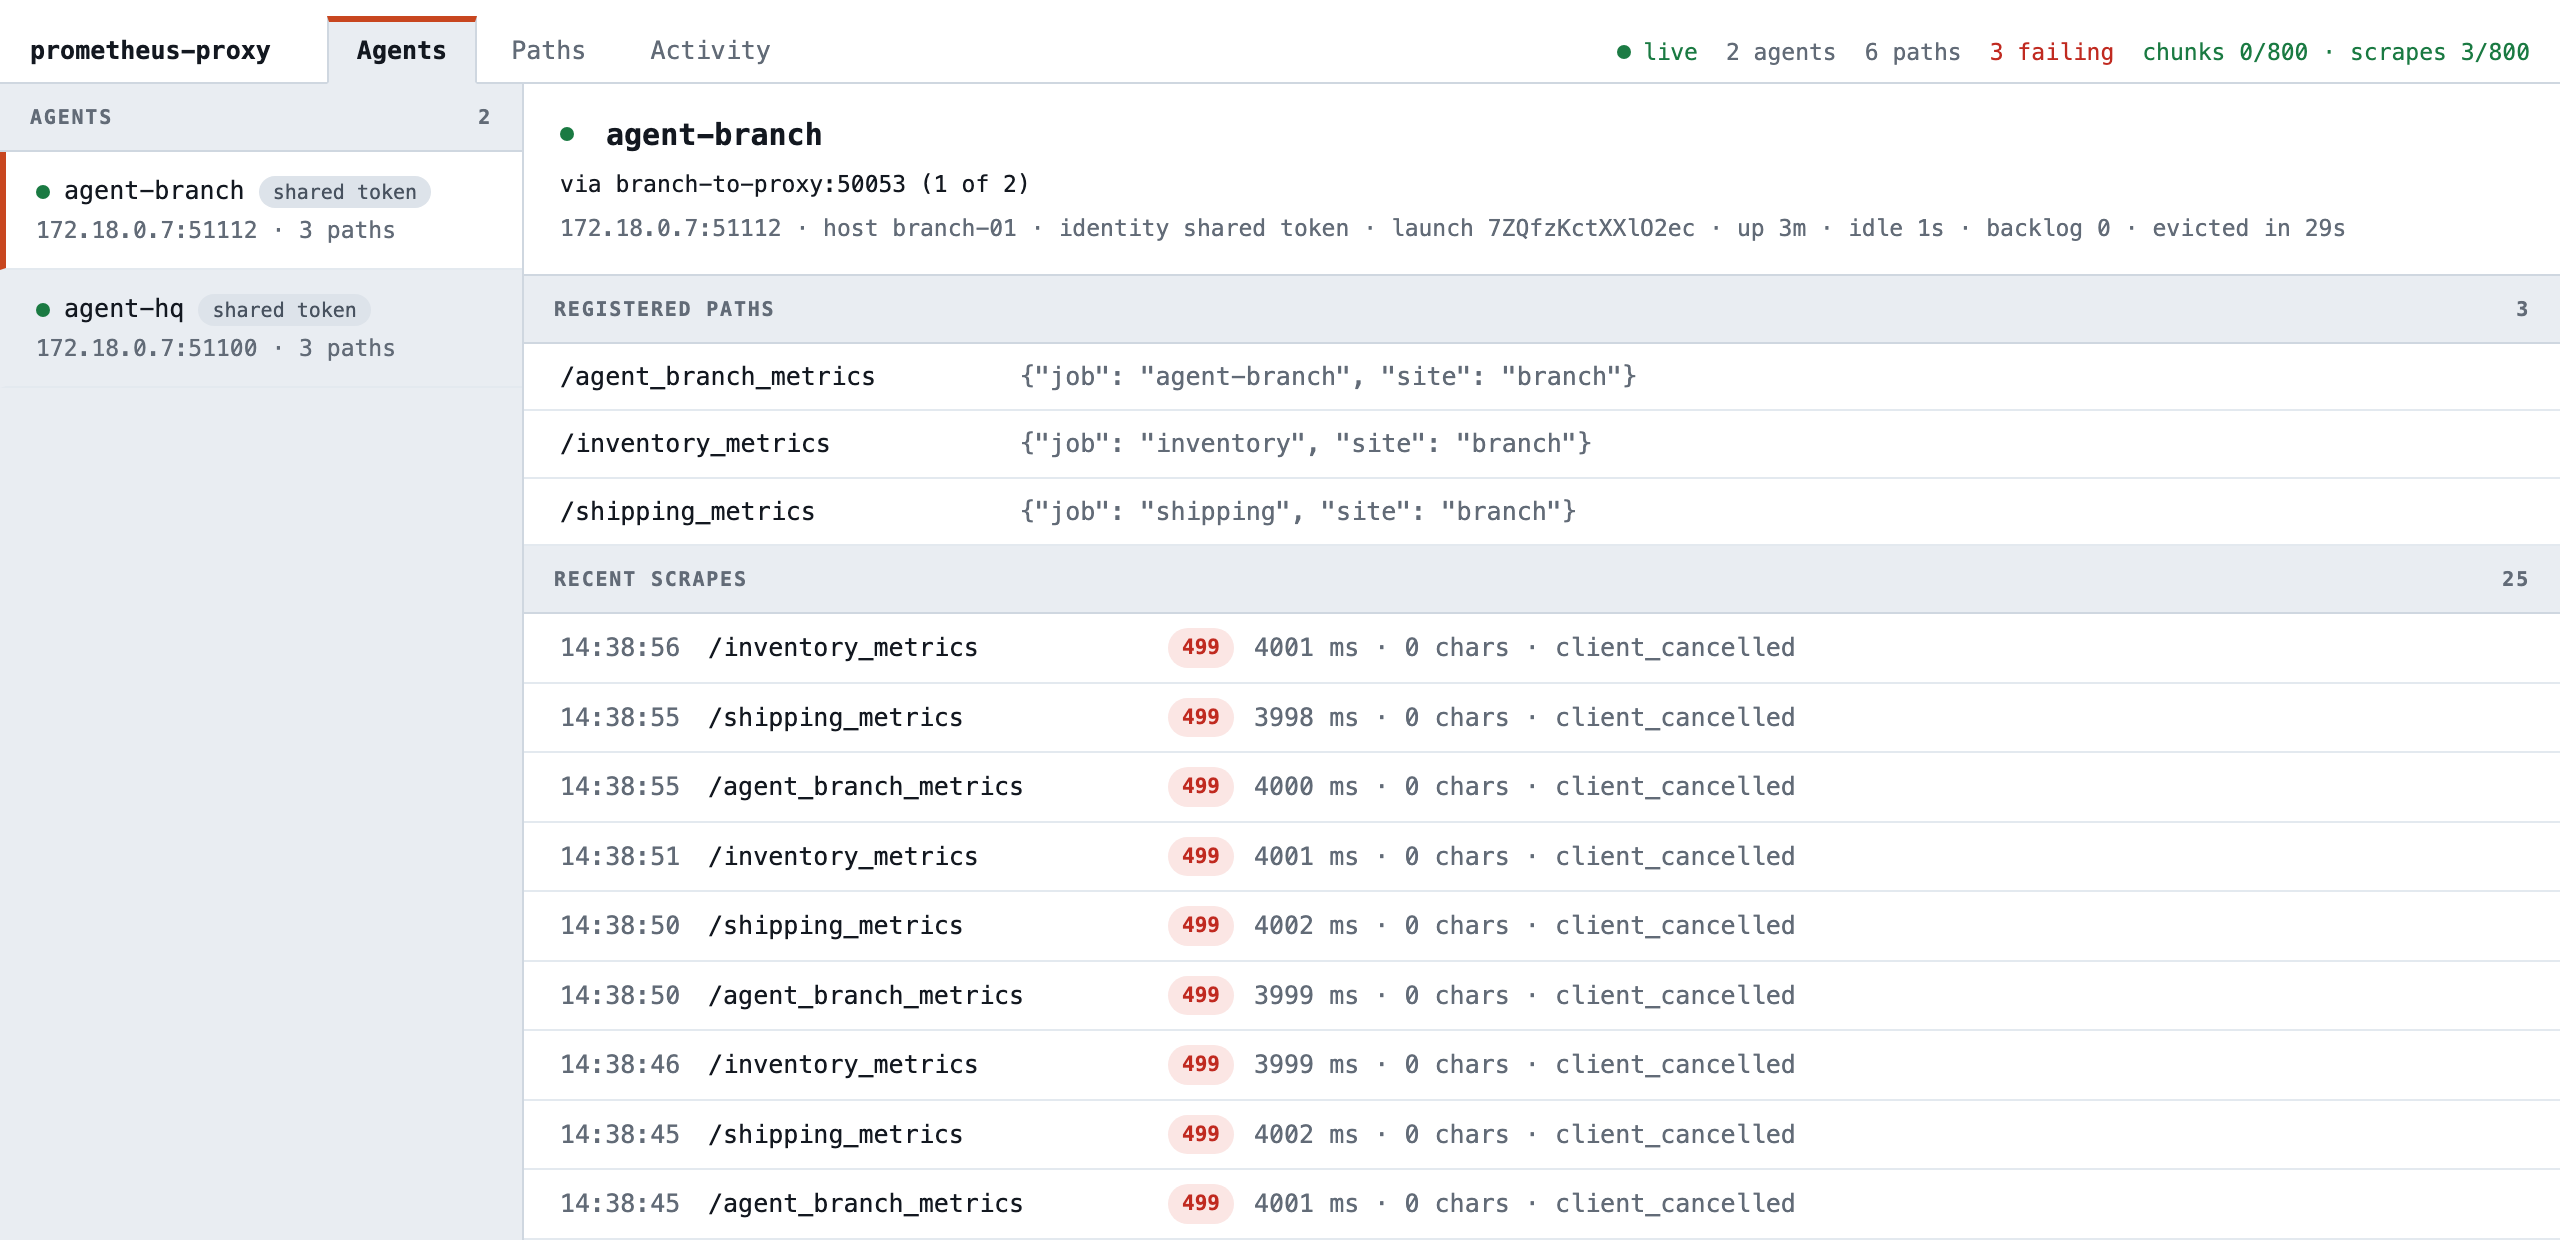 prometheus-proxy Agents Paths Activity ● live 2 agents 6 paths 3 failing chunks 0/800 · scrapes 3/800
AGENTS 2
agent-branch shared token
172.18.0.7:51112 · 3 paths
agent-hq shared token
172.18.0.7:51100 · 3 paths
agent-branch
via branch-to-proxy:50053 (1 of 2)
172.18.0.7:51112 · host branch-01 · identity shared token · launch 7ZQfzKctXXlO2ec · up 3m · idle 1s · backlog 0 · evicted in 29s
REGISTERED PATHS 3
/agent_branch_metrics {"job": "agent-branch", "site": "branch"}
/inventory_metrics {"job": "inventory", "site": "branch"}
/shipping_metrics {"job": "shipping", "site": "branch"}
RECENT SCRAPES 25
14:38:56 /inventory_metrics 499 4001 ms · 0 chars · client_cancelled
14:38:55 /shipping_metrics 499 3998 ms · 0 chars · client_cancelled
14:38:55 /agent_branch_metrics 499 4000 ms · 0 chars · client_cancelled
14:38:51 /inventory_metrics 499 4001 ms · 0 chars · client_cancelled
14:38:50 /shipping_metrics 499 4002 ms · 0 chars · client_cancelled
14:38:50 /agent_branch_metrics 499 3999 ms · 0 chars · client_cancelled
14:38:46 /inventory_metrics 499 3999 ms · 0 chars · client_cancelled
14:38:45 /shipping_metrics 499 4002 ms · 0 chars · client_cancelled
14:38:45 /agent_branch_metrics 499 4001 ms · 0 chars · client_cancelled